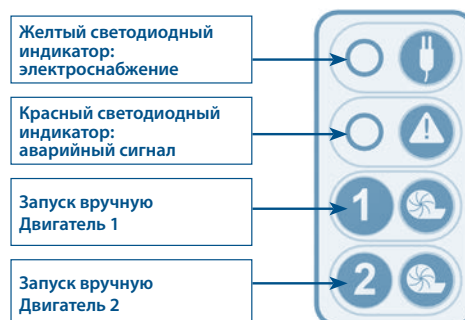 Желтый светодиодный
индикатор:
электроснабжение
Красный светодиодный
индикатор:
аварийный сигнал
Запуск вручную
Двигатель 1
1
Запуск вручную
Двигатель 2
2